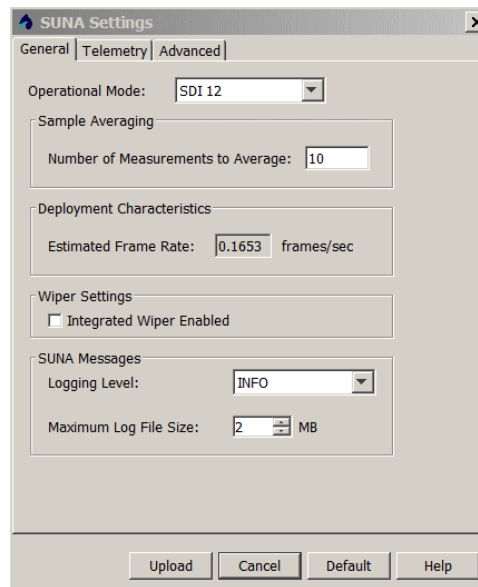 SUNA Settings
General Telemetry Advanced
Operational Mode: SDI 12
Sample Averaging
Number of Measurements to Average: 10
Deployment Characteristics
Estimated Frame Rate: 0.1653 frames/sec
Wiper Settings
Integrated Wiper Enabled
SUNA Messages
Logging Level: INFO
Maximum Log File Size: 2 MB
Upload Cancel Default Help